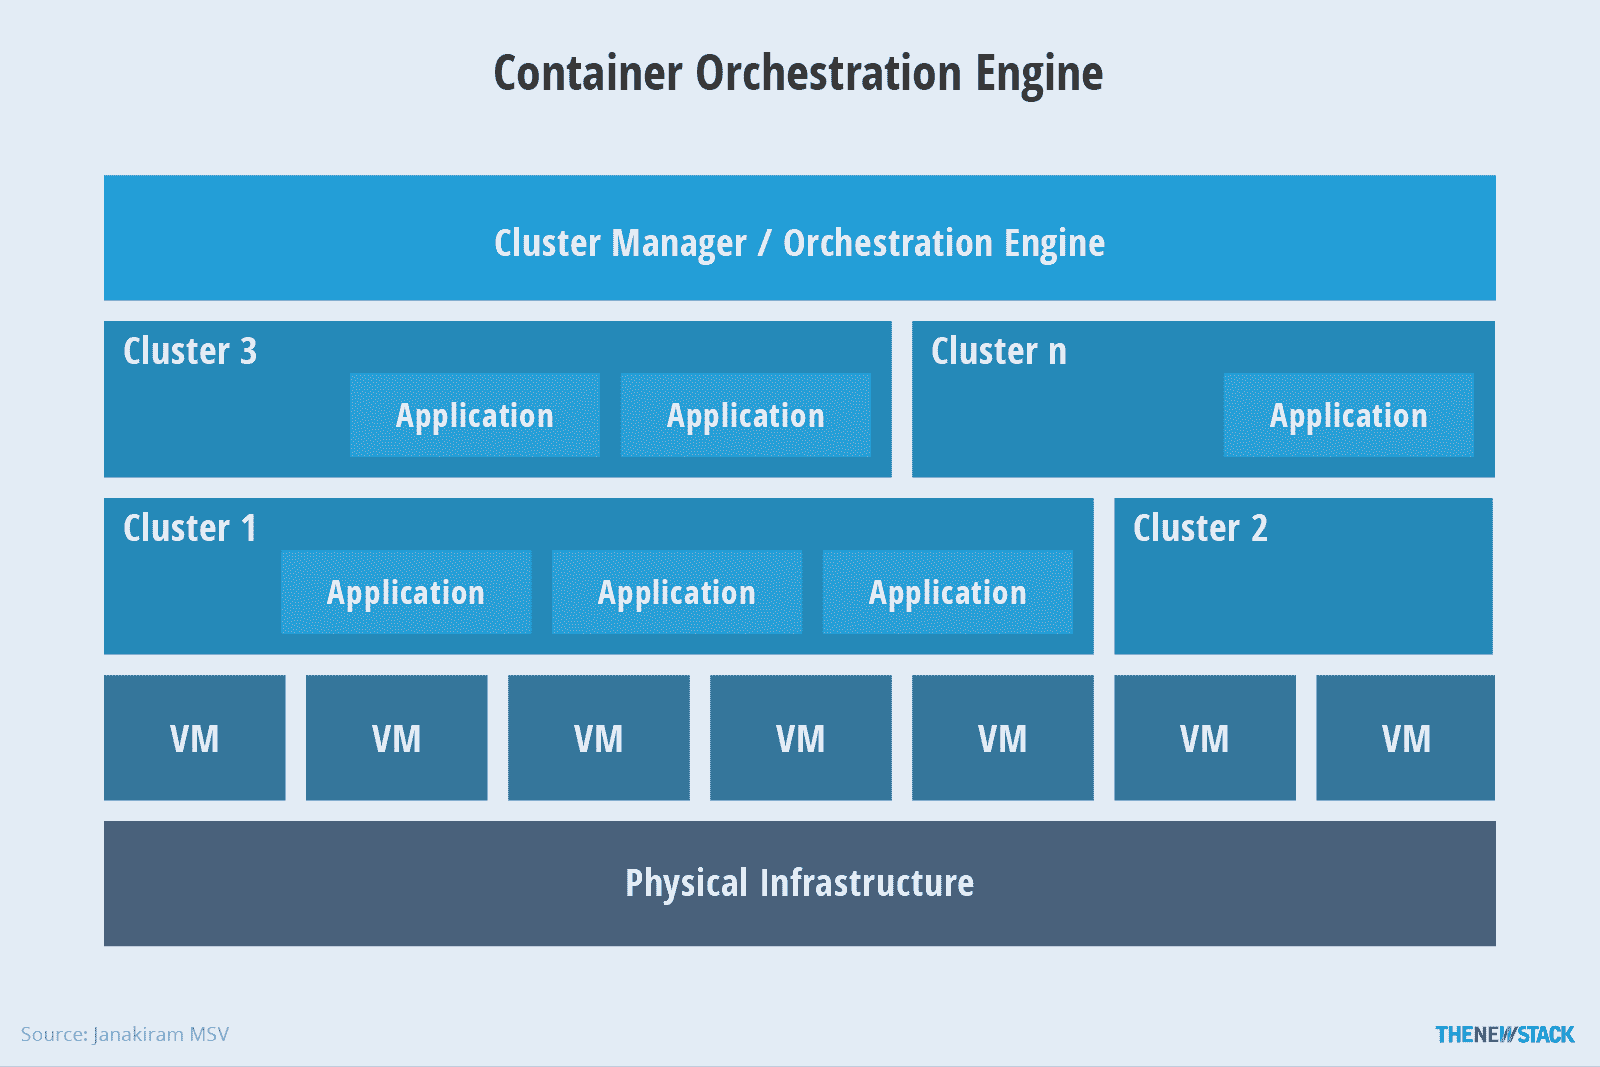 Container Orchestration Engine
Cluster Manager / Orchestration Engine
Cluster 3
Application
Application
Cluster n
Application
Cluster 1
Application
Application
Application
Cluster 2
VM
VM
VM
VM
VM
VM
VM
Physical Infrastructure
Source: Janakiram MSV
THENEWSTACK